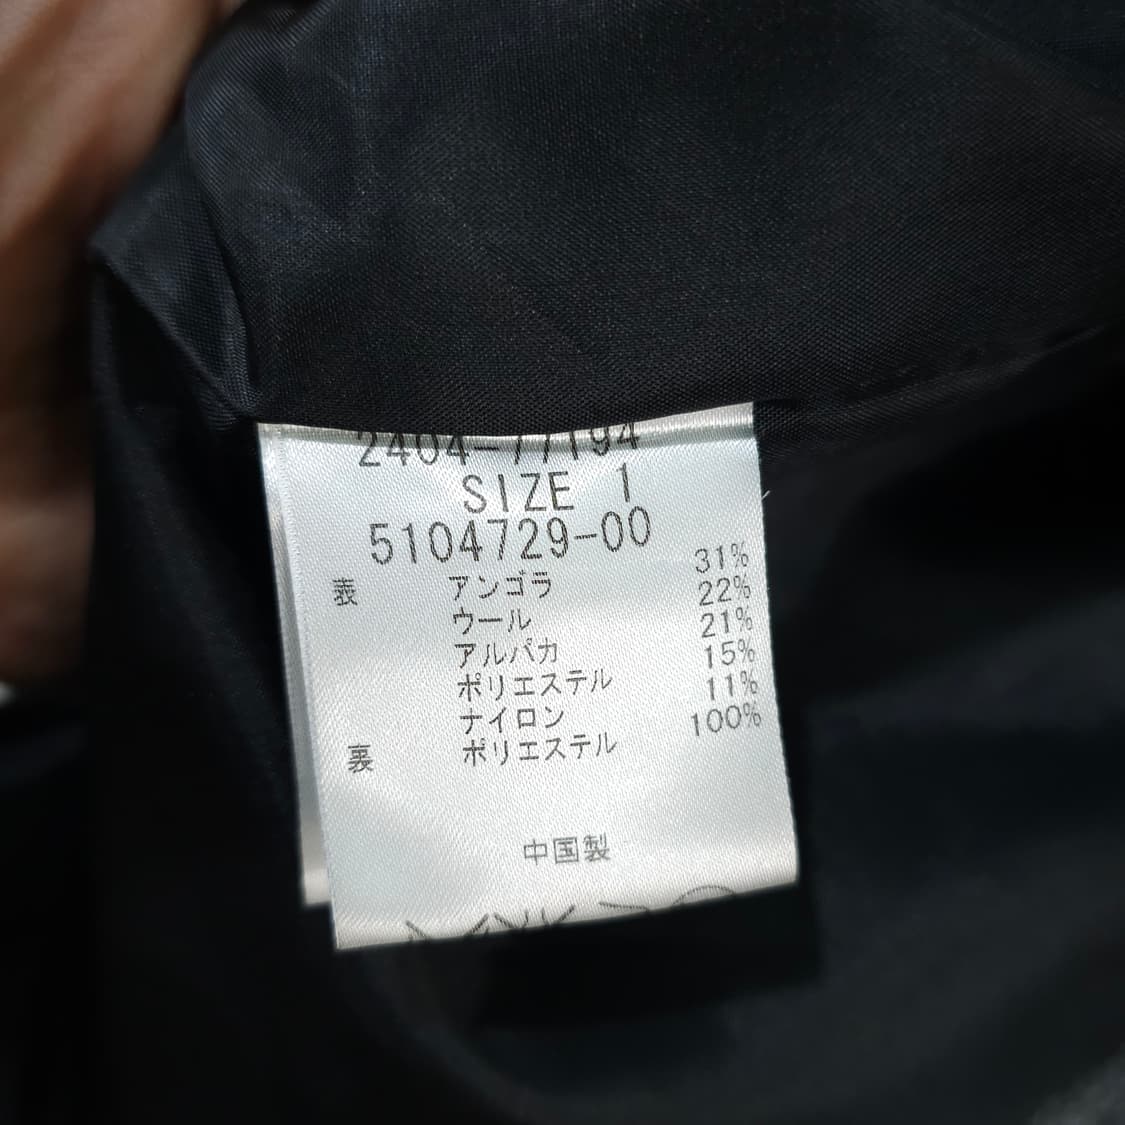 2404-77194
SIZE 1
5104729-00
表 アンゴラ 31%
ウール 22%
アルパカ 21%
ポリエステル 15%
ナイロン 11%
裏 ポリエステル 100%
中国製